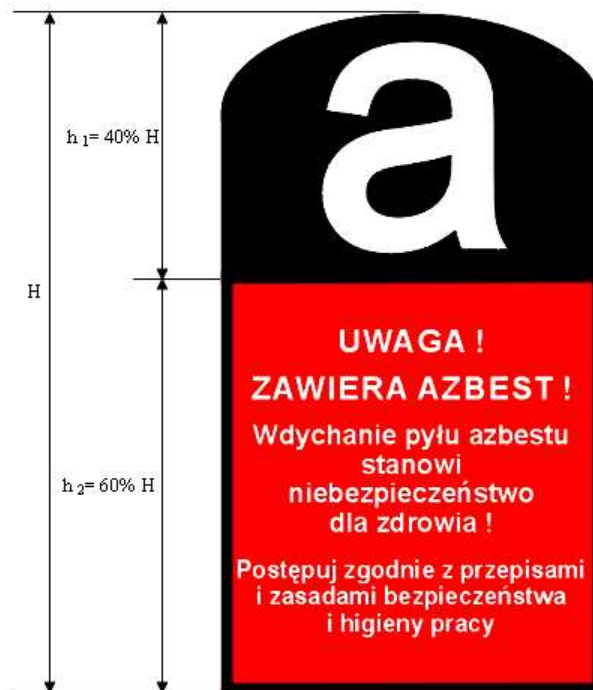 a
h 1= 40% H
H
UWAGA !
ZAWIERA AZBEST !
Wdychanie pyłu azbestu
stanowi
niebezpieczeństwo
dla zdrowia !
h 2= 60% H
Postępuj zgodnie z przepisami
i zasadami bezpieczeństwa
i higieny pracy